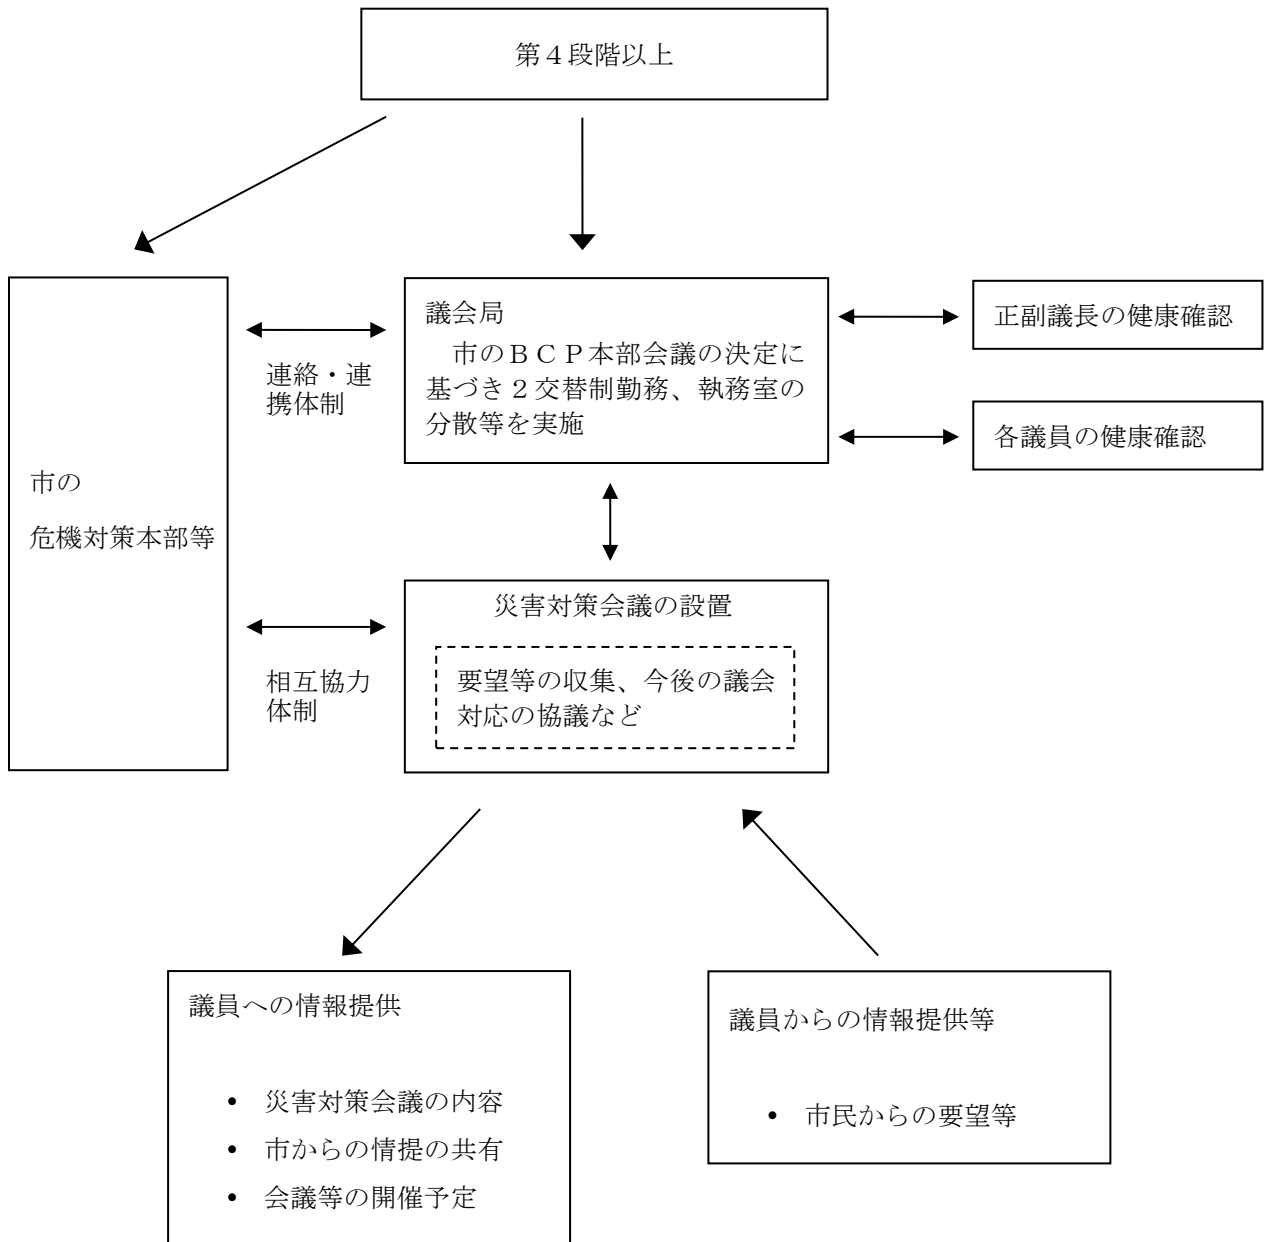 第４段階以上
議会局
市のＢＣＰ本部会議の決定に
基づき２交替制勤務、執務室の
分散等を実施
正副議長の健康確認
各議員の健康確認
連絡・連
携体制
市の
危機対策本部等
災害対策会議の設置
要望等の収集、今後の議会
対応の協議など
相互協力
体制
議員への情報提供
• 災害対策会議の内容
• 市からの情提の共有
• 会議等の開催予定
議員からの情報提供等
• 市民からの要望等